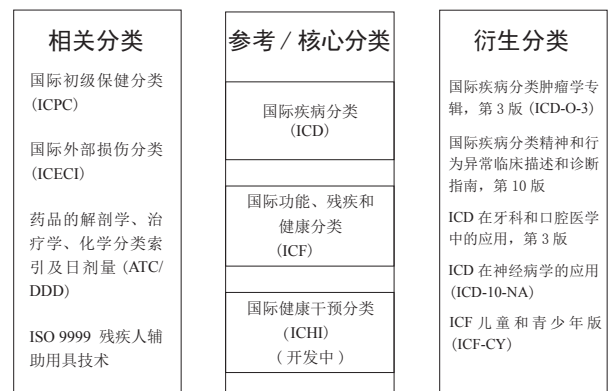 相关分类
国际初级保健分类
(ICPC)
国际外部损伤分类
(ICECI)
药品的解剖学、治
疗学、化学分类索
引及日剂量 (ATC/
DDD)
ISO 9999 残疾人辅
助用具技术
参考 / 核心分类
国际疾病分类
(ICD)
国际功能、残疾和
健康分类
(ICF)
国际健康干预分类
(ICHI)
( 开发中 )
衍生分类
国际疾病分类肿瘤学专
辑，第 3 版 (ICD-O-3)
国际疾病分类精神和行
为异常临床描述和诊断
指南，第 10 版
ICD 在牙科和口腔医学
中的应用，第 3 版
ICD 在神经病学的应用
(ICD-10-NA)
ICF 儿童和青少年版
(ICF-CY)